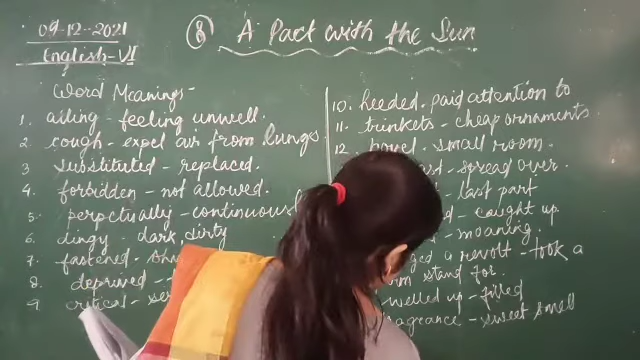 09-12-2021
English-VI
8 A Pact with the Sun
Word Meanings-
1. ailing - feeling unwell.
2. cough - expel air from lungs.
3 substituted - replaced.
4. forbidden - not allowed.
5. perpetually - continuous
6. dingy - dark, dirty
7. fastened -
8. deprived -
9. critical -
10. heeded - paid attention to
11. trinkets - cheap ornaments
12 - small room.
- spread over.
- last part
- caught up
- moaning.
a revolt - took a
stand for.
welled up - filled
- sweet smell